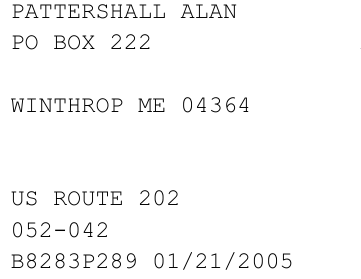 PATTERSHALL ALAN
PO BOX 222
WINTHROP ME 04364
US ROUTE 202
052-042
B8283P289 01/21/2005